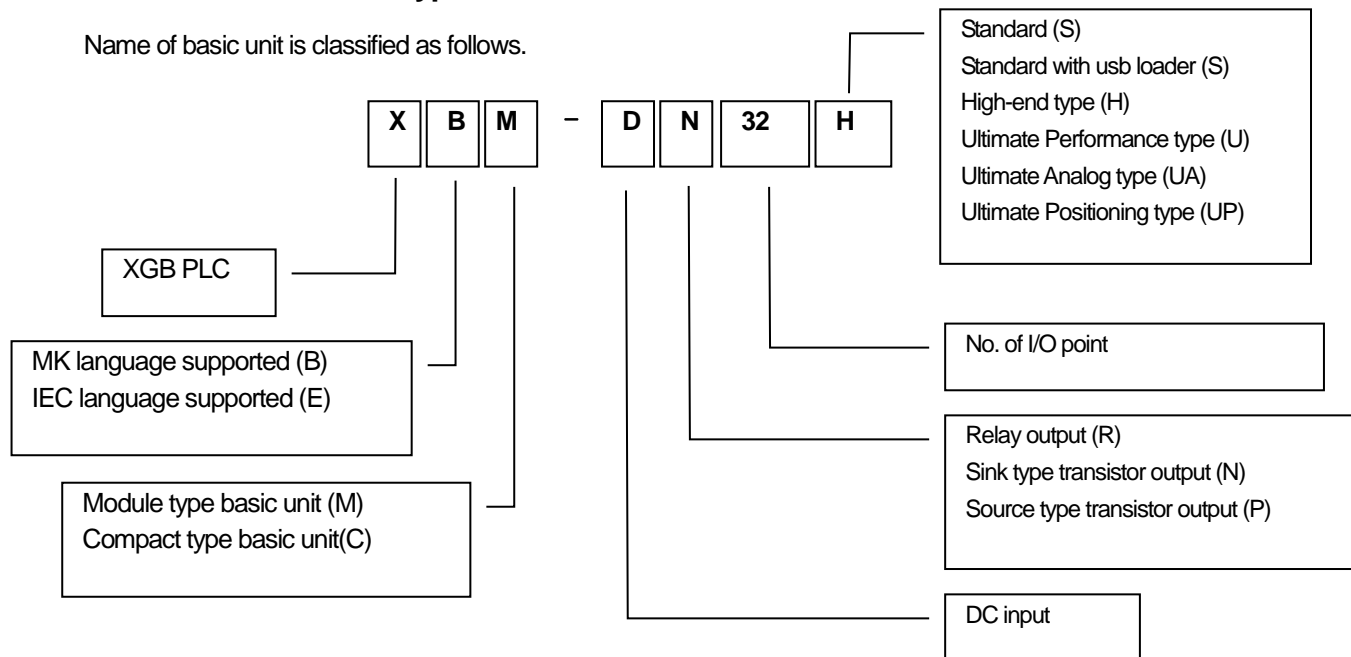 Name of basic unit is classified as follows.
X B M - D N 32 H
Standard (S)
Standard with usb loader (S)
High-end type (H)
Ultimate Performance type (U)
Ultimate Analog type (UA)
Ultimate Positioning type (UP)
XGB PLC
MK language supported (B)
IEC language supported (E)
Module type basic unit (M)
Compact type basic unit(C)
No. of I/O point
Relay output (R)
Sink type transistor output (N)
Source type transistor output (P)
DC input